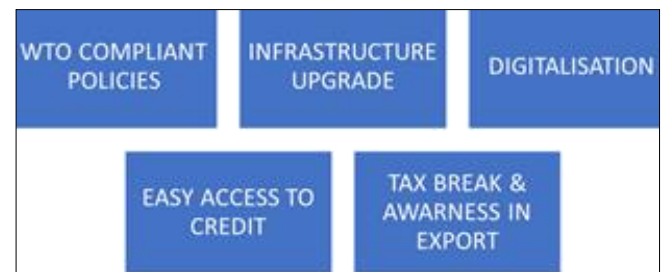 WTO COMPLIANT
POLICIES
INFRASTRUCTURE
UPGRADE
DIGITALISATION
EASY ACCESS TO
CREDIT
TAX BREAK &
AWARNESS IN
EXPORT